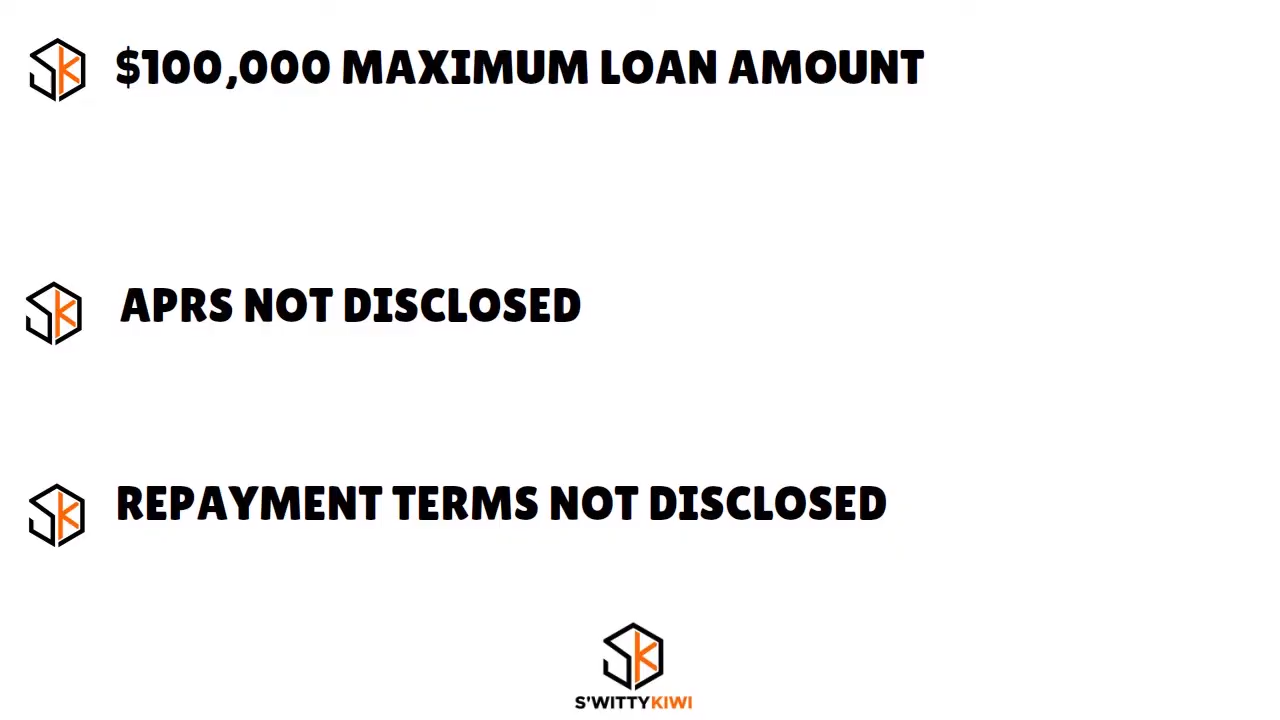 $100,000 MAXIMUM LOAN AMOUNT
APRS NOT DISCLOSED
REPAYMENT TERMS NOT DISCLOSED
S'WITTYKIWI